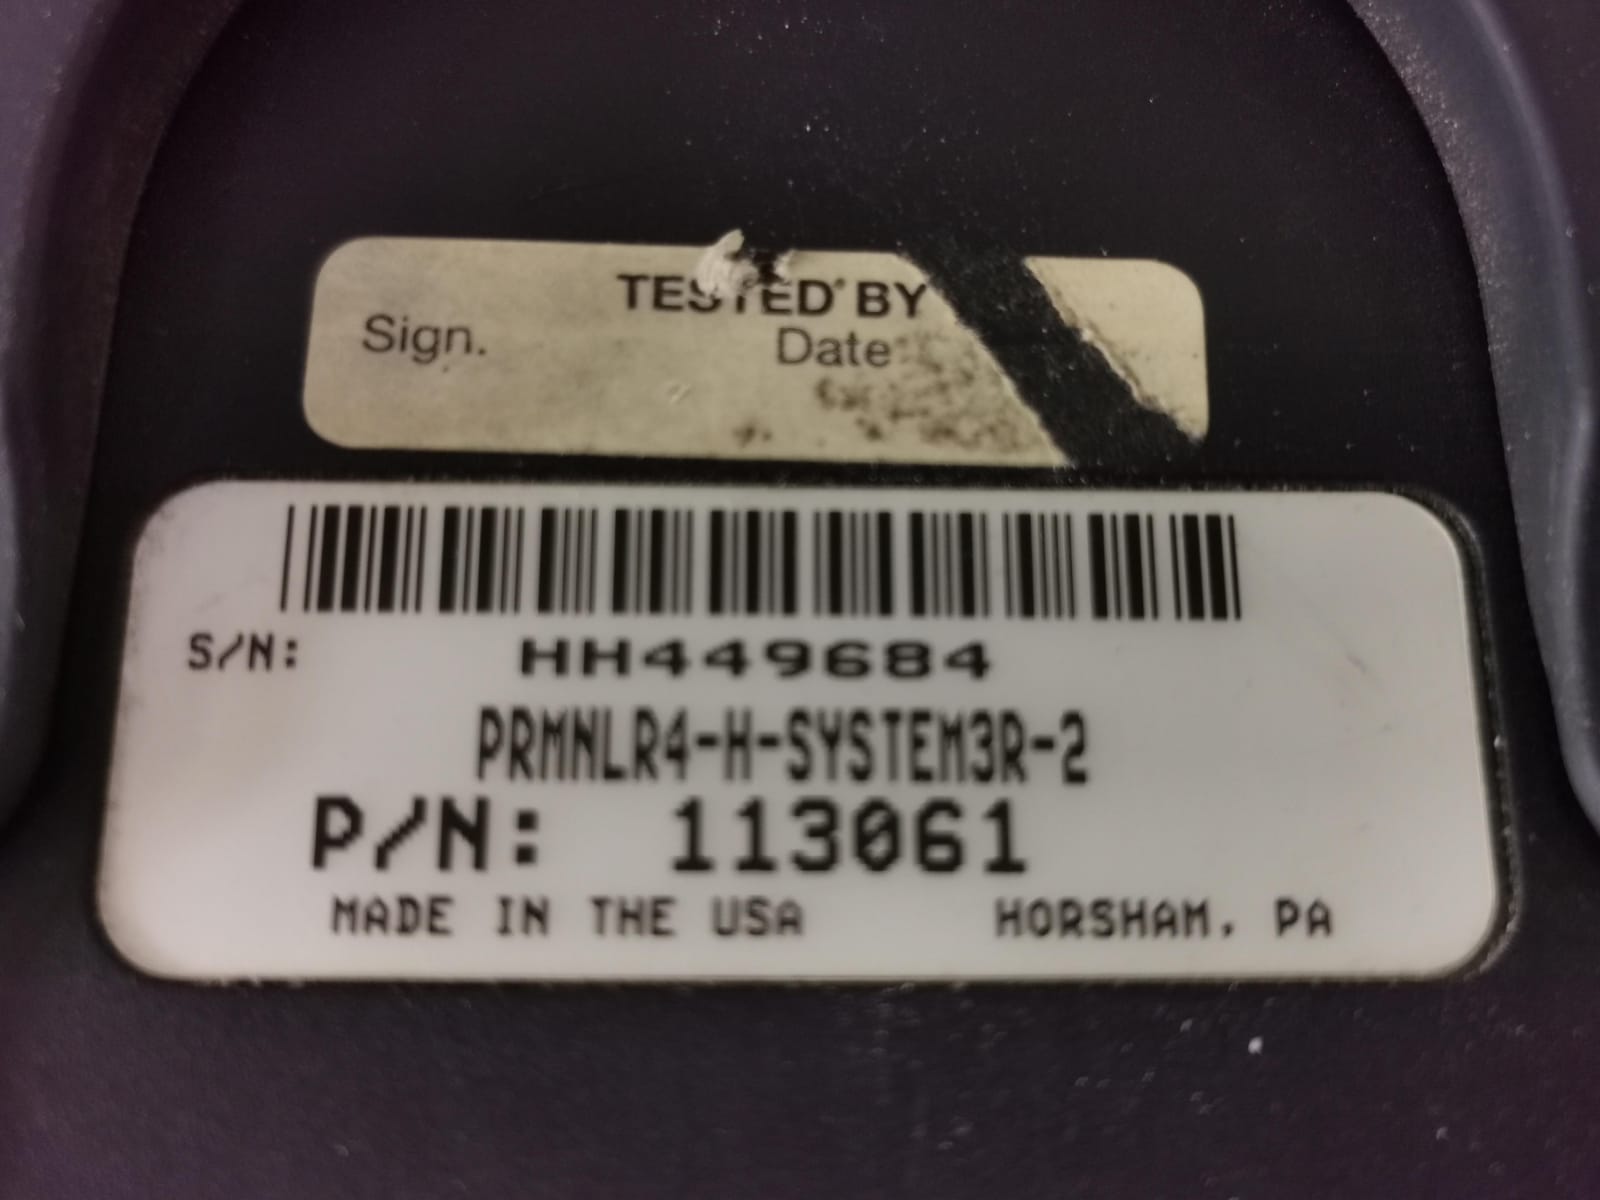 TESTED BY
Sign. Date
S/N: HH449684
PRMNLR4-H-SYSTEM3R-2
P/N: 113061
MADE IN THE USA HORSHAM, PA